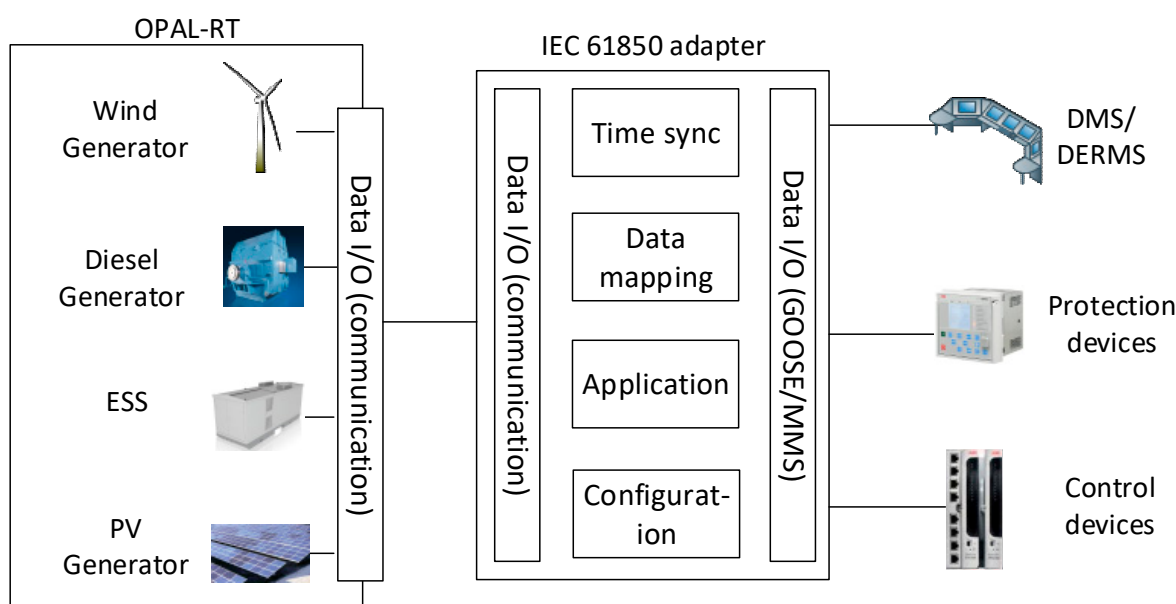 OPAL-RT
Wind
Generator
Diesel
Generator
ESS
PV
Generator
Data I/O (communication)
IEC 61850 adapter
Data I/O (communication)
Time sync
Data
mapping
Application
Configurat-
ion
Data I/O (GOOSE/MMS)
DMS/
DERMS
Protection
devices
Control
devices